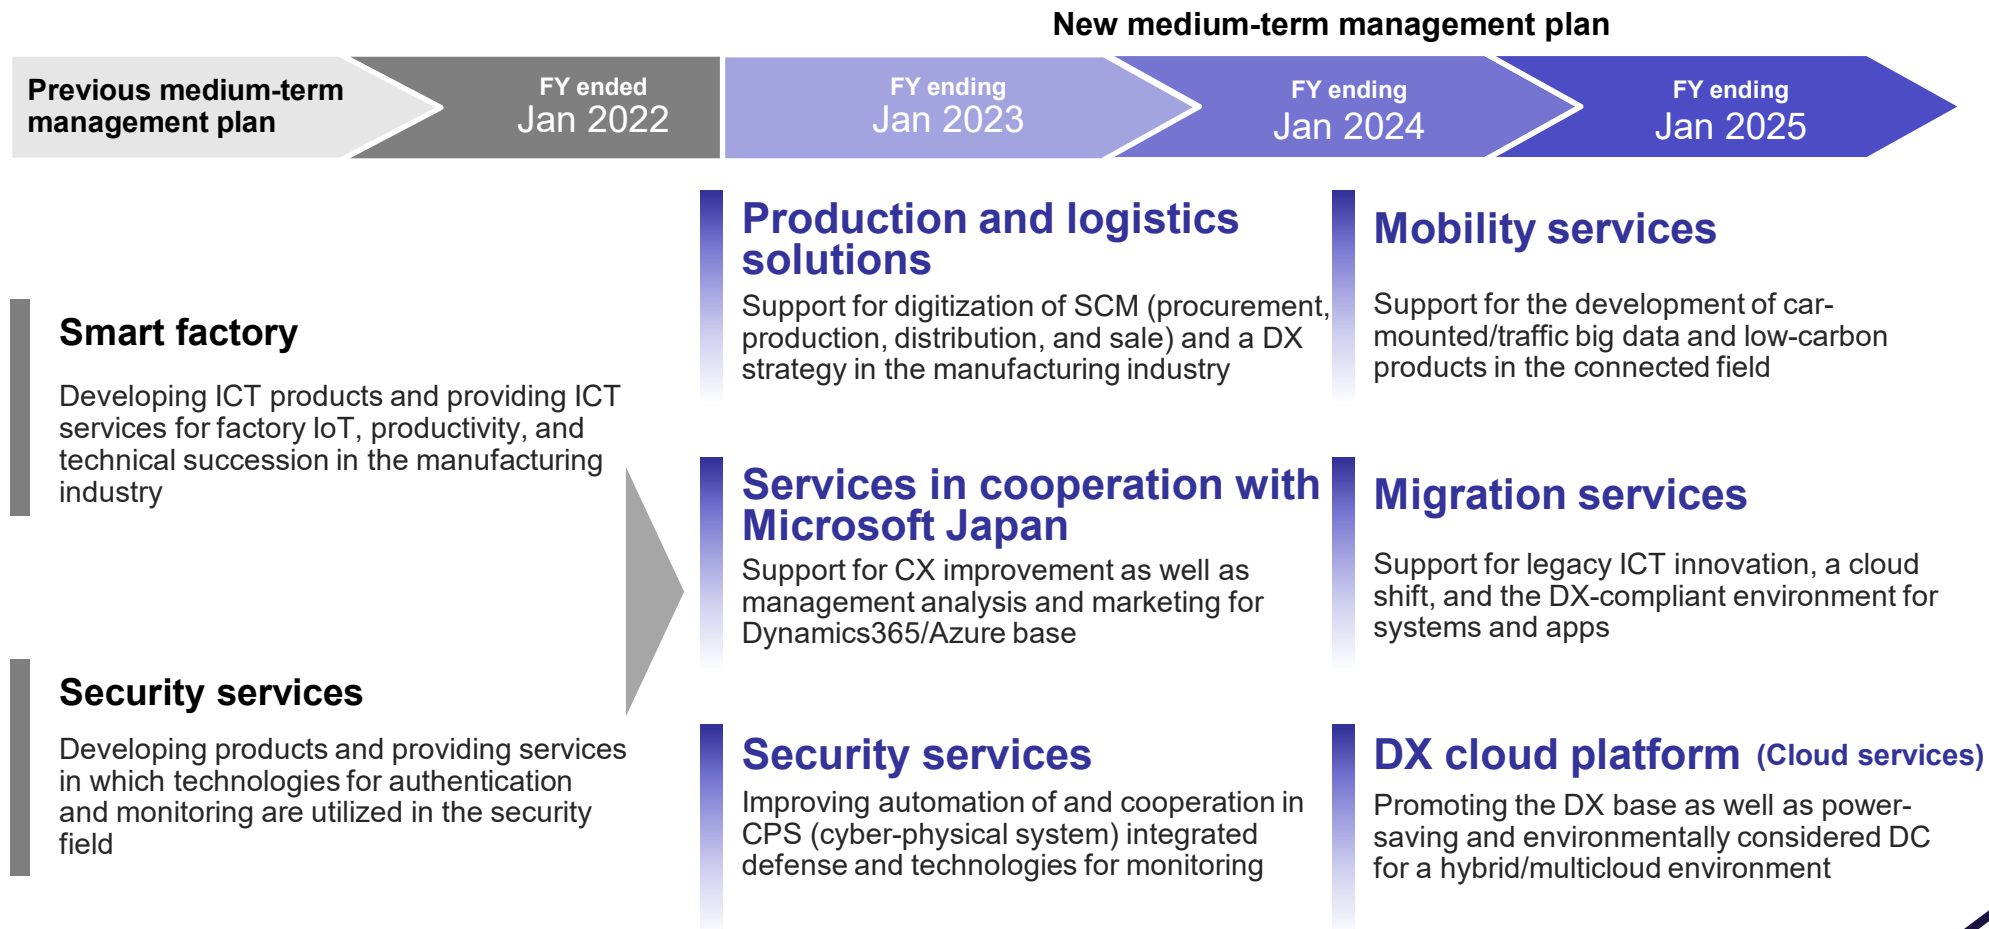 New medium-term management plan
Previous medium-term
management plan
FY ended
Jan 2022
FY ending
Jan 2023
FY ending
Jan 2024
FY ending
Jan 2025
Smart factory
Developing ICT products and providing ICT
services for factory IoT, productivity, and
technical succession in the manufacturing
industry
Security services
Developing products and providing services
in which technologies for authentication
and monitoring are utilized in the security
field
Production and logistics
solutions
Support for digitization of SCM (procurement,
production, distribution, and sale) and a DX
strategy in the manufacturing industry
Services in cooperation with
Microsoft Japan
Support for CX improvement as well as
management analysis and marketing for
Dynamics365/Azure base
Security services
Improving automation of and cooperation in
CPS (cyber-physical system) integrated
defense and technologies for monitoring
Mobility services
Support for the development of car-
mounted/traffic big data and low-carbon
products in the connected field
Migration services
Support for legacy ICT innovation, a cloud
shift, and the DX-compliant environment for
systems and apps
DX cloud platform (Cloud services)
Promoting the DX base as well as power-
saving and environmentally considered DC
for a hybrid/multicloud environment